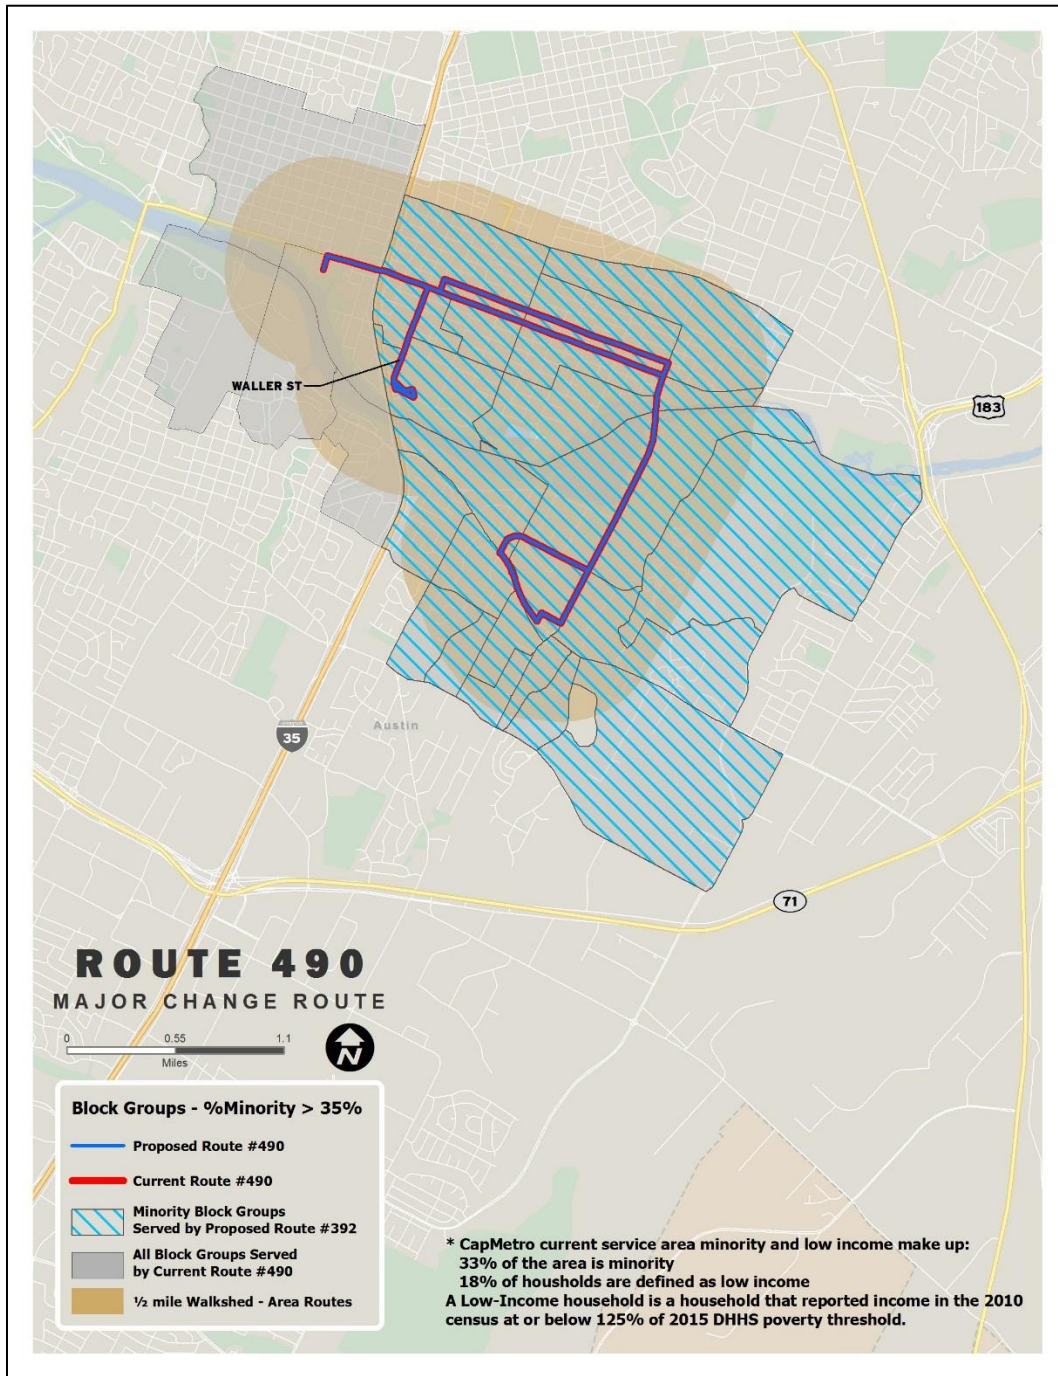 WALLER ST
183
Austin
35
71
ROUTE 490
MAJOR CHANGE ROUTE
0 0.55 1.1
Miles
N
Block Groups - %Minority > 35%
Proposed Route #490
Current Route #490
Minority Block Groups
Served by Proposed Route #392
All Block Groups Served
by Current Route #490
½ mile Walkshed - Area Routes
* CapMetro current service area minority and low income make up:
33% of the area is minority
18% of housholds are defined as low income
A Low-Income household is a household that reported income in the 2010
census at or below 125% of 2015 DHHS poverty threshold.